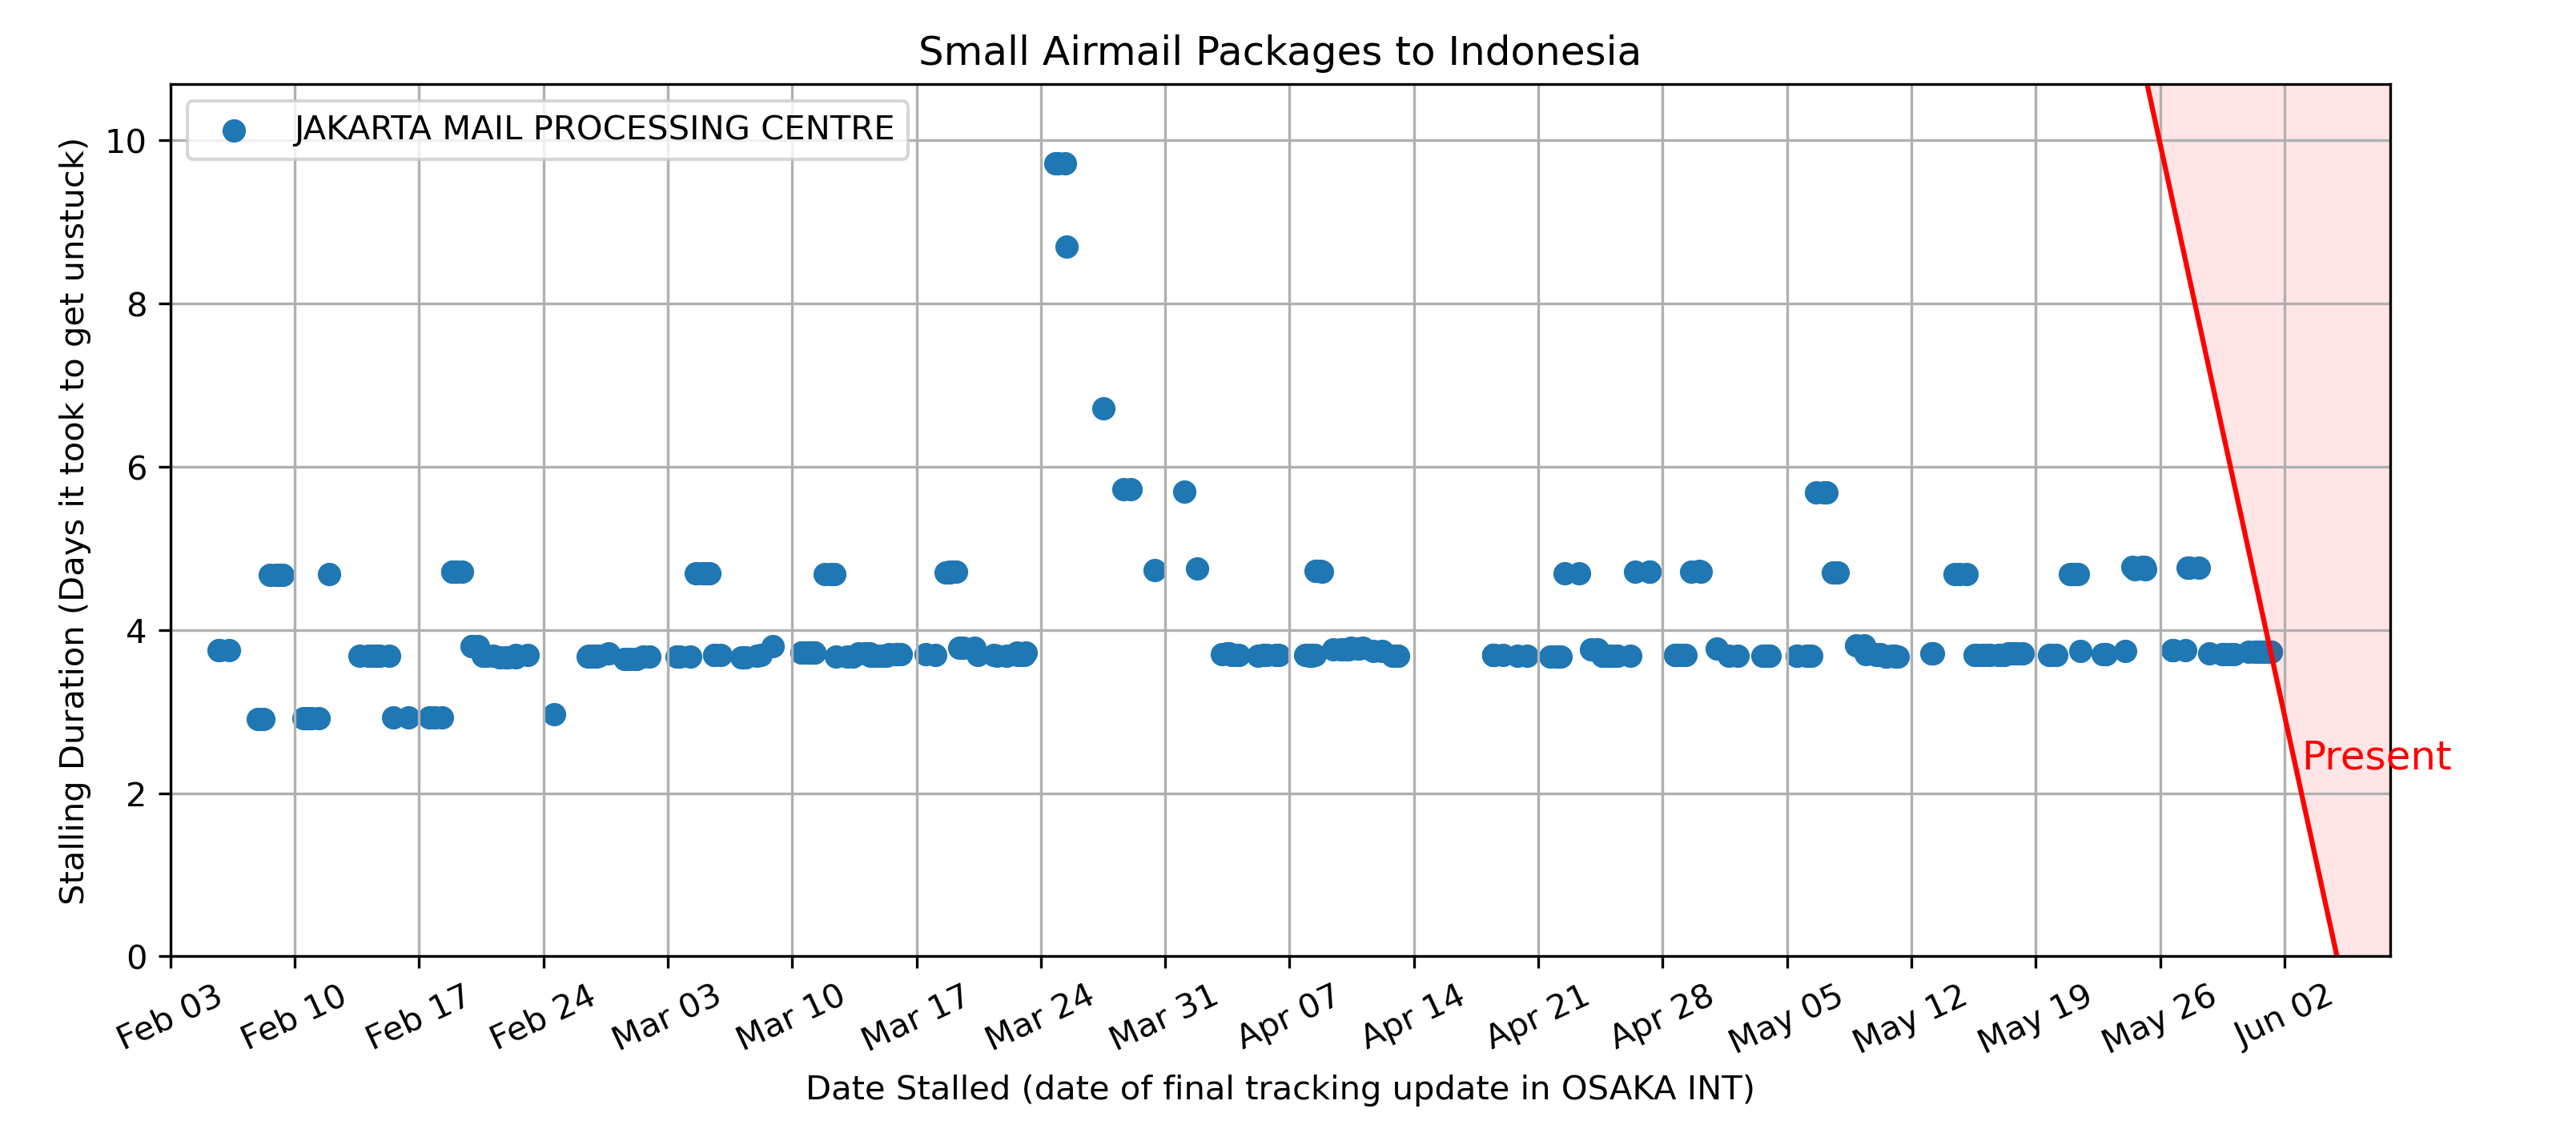 Small Airmail Packages to Indonesia
JAKARTA MAIL PROCESSING CENTRE
Stalling Duration (Days it took to get unstuck)
10
8
6
4
2
0
Present
Feb 03
Feb 10
Feb 17
Feb 24
Mar 03
Mar 10
Mar 17
Mar 24
Mar 31
Apr 07
Apr 14
Apr 21
Apr 28
May 05
May 12
May 19
May 26
Jun 02
Date Stalled (date of final tracking update in OSAKA INT)